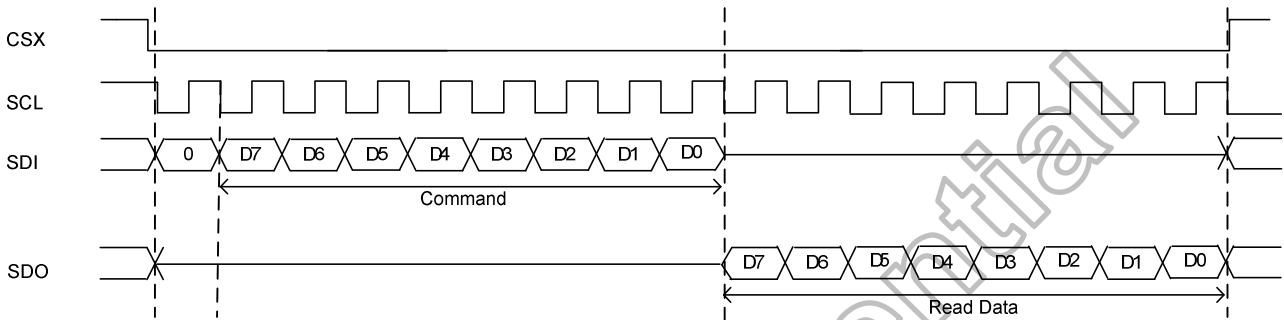 CSX
SCL
SDI 0 D7 D6 D5 D4 D3 D2 D1 D0
Command
SDO D7 D6 D5 D4 D3 D2 D1 D0
Read Data